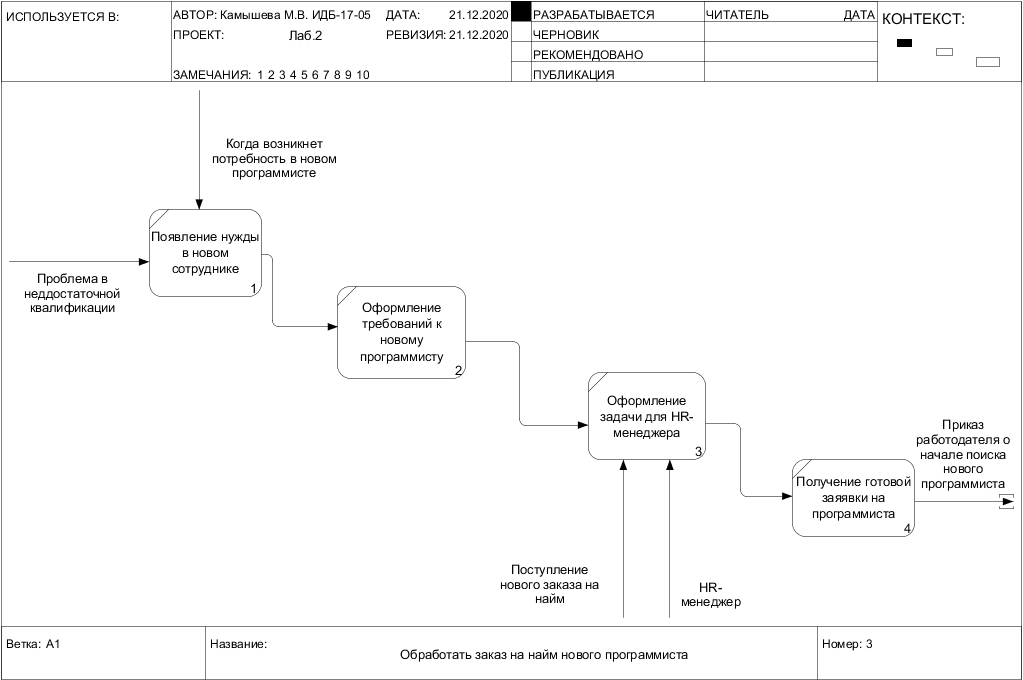 ИСПОЛЬЗУЕТСЯ В:
АВТОР: Камышева М.В. ИДБ-17-05
ДАТА: 21.12.2020
ПРОЕКТ: Лаб.2
РЕВИЗИЯ: 21.12.2020
ЗАМЕЧАНИЯ: 1 2 3 4 5 6 7 8 9 10
РАЗРАБАТЫВАЕТСЯ
ЧЕРНОВИК
РЕКОМЕНДОВАНО
ПУБЛИКАЦИЯ
ЧИТАТЕЛЬ
ДАТА
КОНТЕКСТ:
Когда возникнет
потребность в новом
программисте
Появление нужды
в новом
сотруднике
1
Проблема в
неддостаточной
квалификации
Оформление
требований к
новому
программисту
2
Оформление
задачи для HR-
менеджера
3
Приказ
работодателя о
начале поиска
нового
программиста
Получение готовой
заяявки на
программиста
4
Поступление
нового заказа на
найм
HR-
менеджер
Ветка: A1
Название:
Обработать заказ на найм нового программиста
Номер: 3